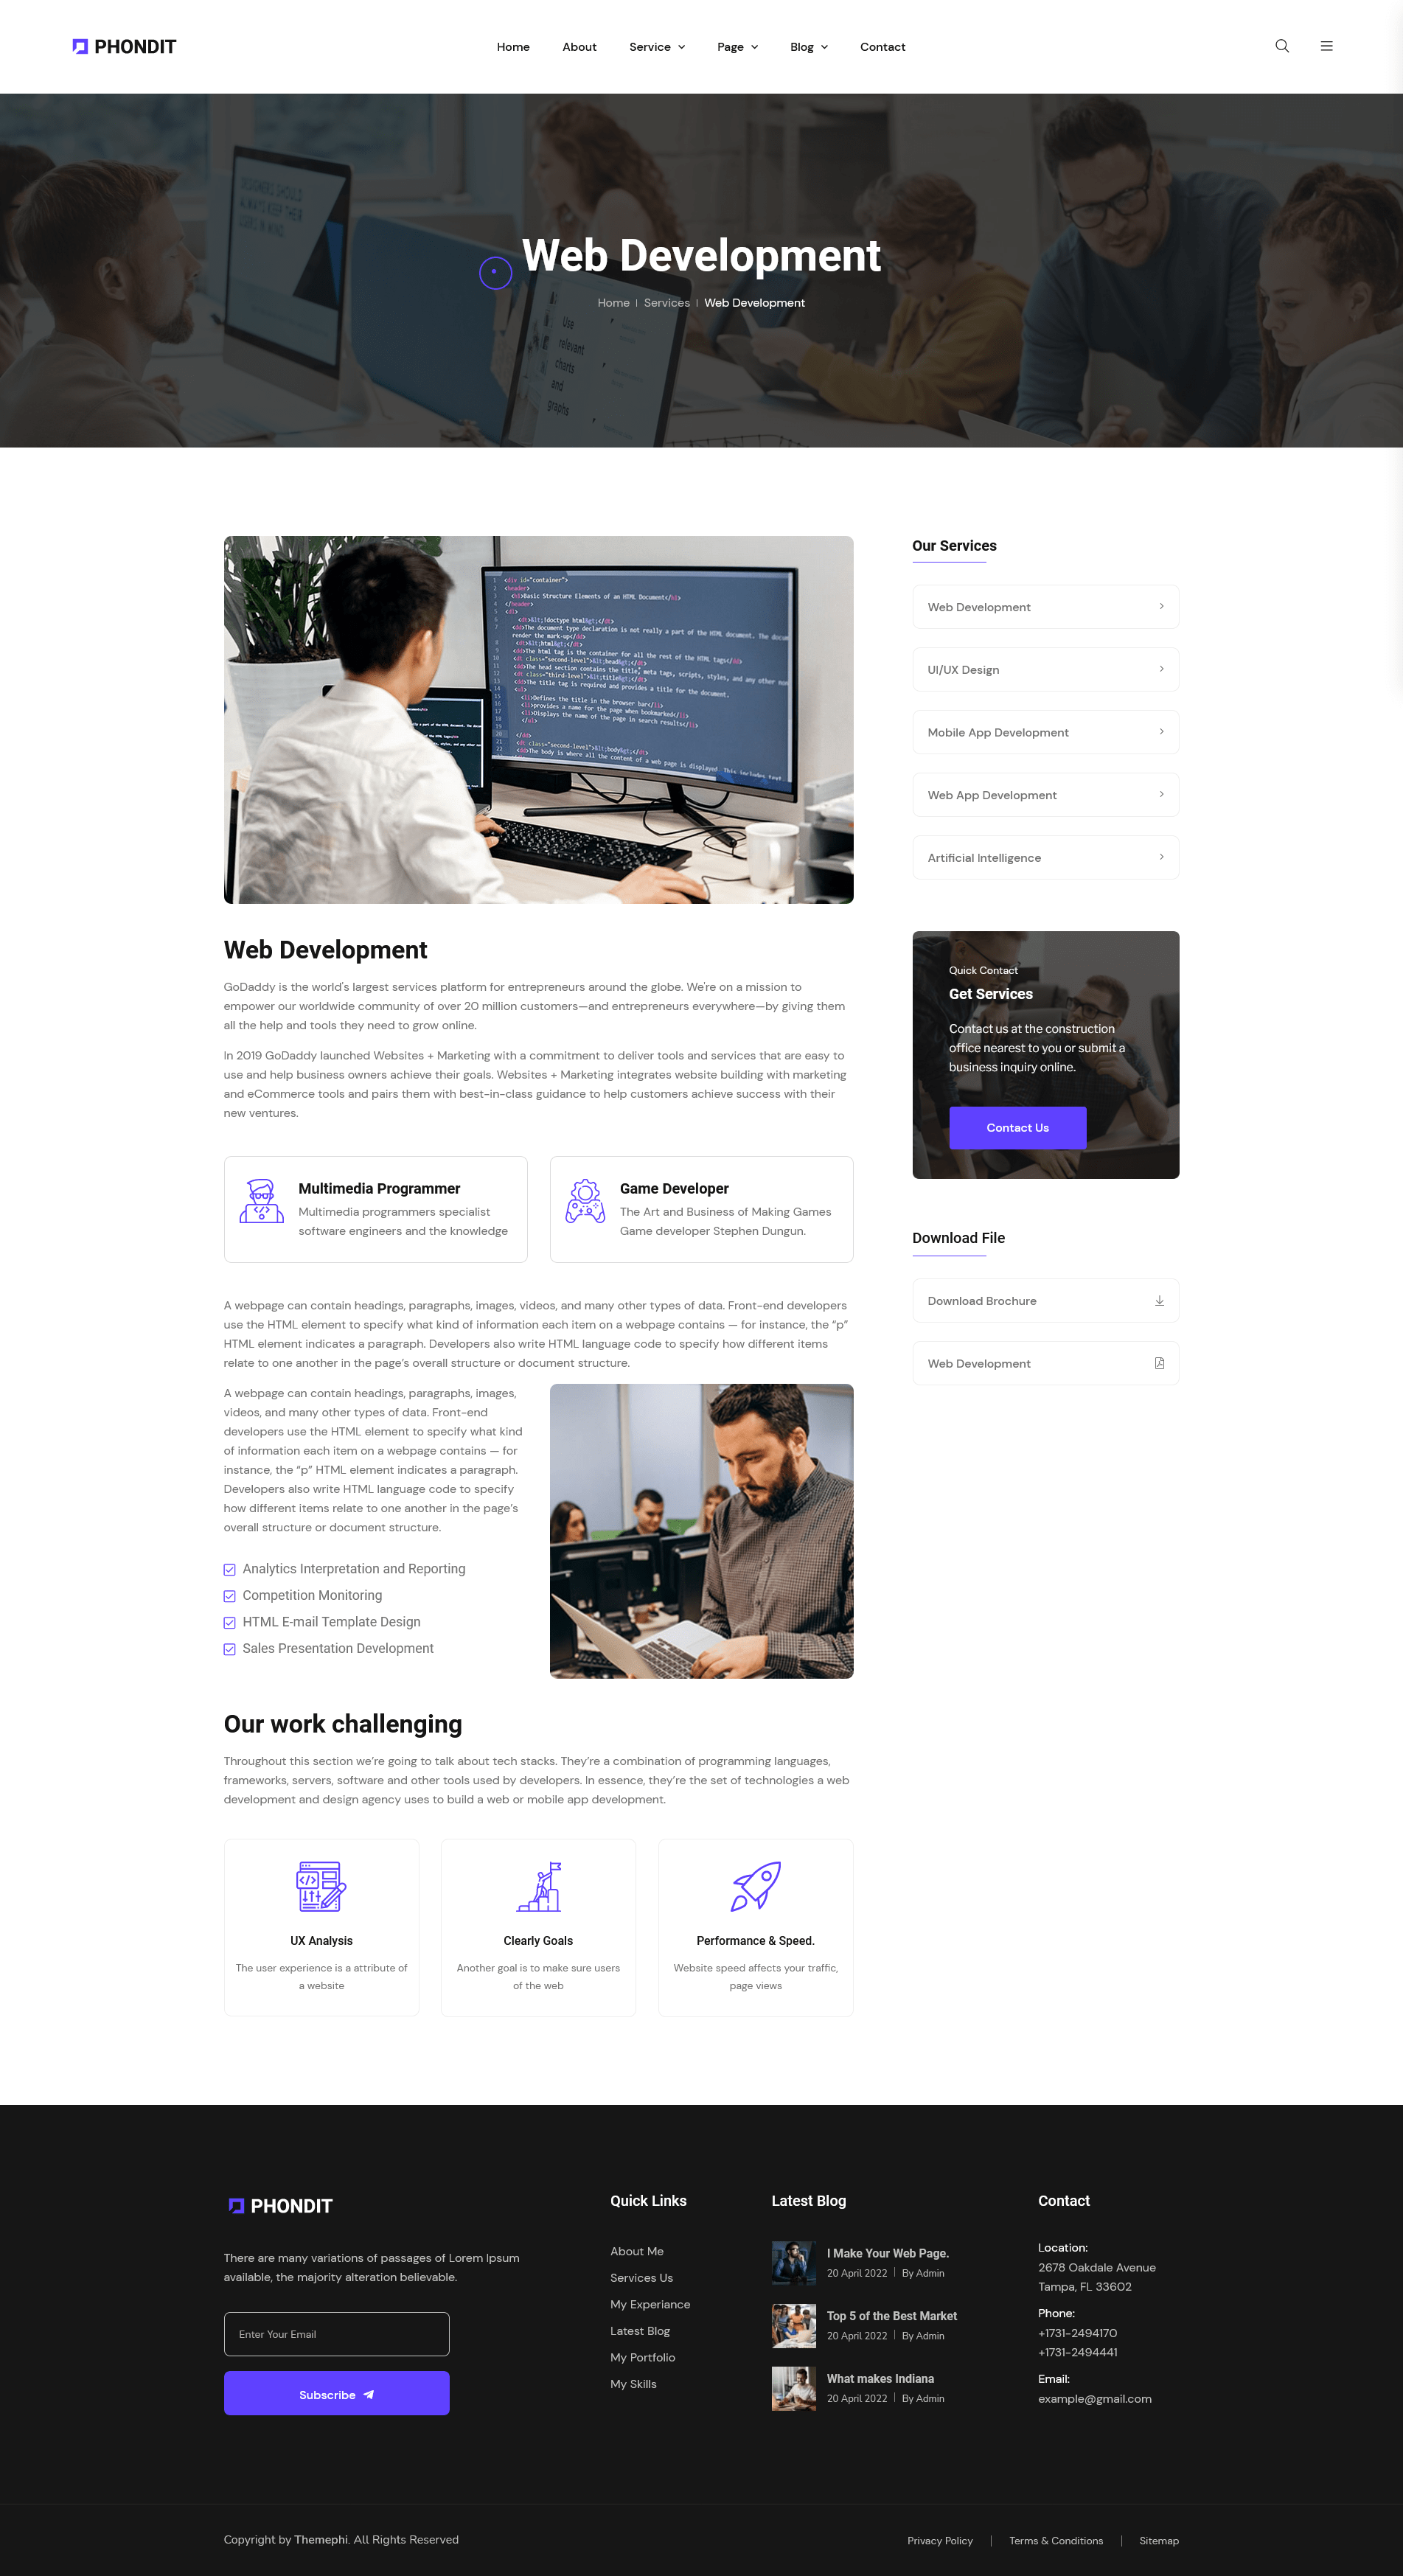 PHONDIT
Home About Service Page Blog Contact
Web Development
Home Services Web Development
Use
relevant
charts
and
graphs
Web Development
GoDaddy is the world's largest services platform for entrepreneurs around the globe. We're on a mission to
empower our worldwide community of over 20 million customers—and entrepreneurs everywhere—by giving them
all the help and tools they need to grow online.
In 2019 GoDaddy launched Websites + Marketing with a commitment to deliver tools and services that are easy to
use and help business owners achieve their goals. Websites + Marketing integrates website building with marketing
and eCommerce tools and pairs them with best-in-class guidance to help customers achieve success with their
new ventures.
Multimedia Programmer
Multimedia programmers specialist
software engineers and the knowledge
Game Developer
The Art and Business of Making Games
Game developer Stephen Dungun.
A webpage can contain headings, paragraphs, images, videos, and many other types of data. Front-end developers
use the HTML element to specify what kind of information each item on a webpage contains — for instance, the “p”
HTML element indicates a paragraph. Developers also write HTML language code to specify how different items
relate to one another in the page’s overall structure or document structure.
A webpage can contain headings, paragraphs, images,
videos, and many other types of data. Front-end
developers use the HTML element to specify what kind
of information each item on a webpage contains — for
instance, the “p” HTML element indicates a paragraph.
Developers also write HTML language code to specify
how different items relate to one another in the page’s
overall structure or document structure.
Analytics Interpretation and Reporting
Competition Monitoring
HTML E-mail Template Design
Sales Presentation Development
Our work challenging
Throughout this section we’re going to talk about tech stacks. They’re a combination of programming languages,
frameworks, servers, software and other tools used by developers. In essence, they’re the set of technologies a web
development and design agency uses to build a web or mobile app development.
UX Analysis
The user experience is a attribute of
a website
Clearly Goals
Another goal is to make sure users
of the web
Performance & Speed.
Website speed affects your traffic,
page views
Our Services
Web Development
UI/UX Design
Mobile App Development
Web App Development
Artificial Intelligence
Quick Contact
Get Services
Contact us at the construction
office nearest to you or submit a
business inquiry online.
Contact Us
Download File
Download Brochure
Web Development
PHONDIT
There are many variations of passages of Lorem Ipsum
available, the majority alteration believable.
Enter Your Email
Subscribe
Quick Links
About Me
Services Us
My Experiance
Latest Blog
My Portfolio
My Skills
Latest Blog
I Make Your Web Page.
20 April 2022 By Admin
Top 5 of the Best Market
20 April 2022 By Admin
What makes Indiana
20 April 2022 By Admin
Contact
Location:
2678 Oakdale Avenue
Tampa, FL 33602
Phone:
+1731-2494170
+1731-2494441
Email:
example@gmail.com
Copyright by Themephi. All Rights Reserved
Privacy Policy Terms & Conditions Sitemap